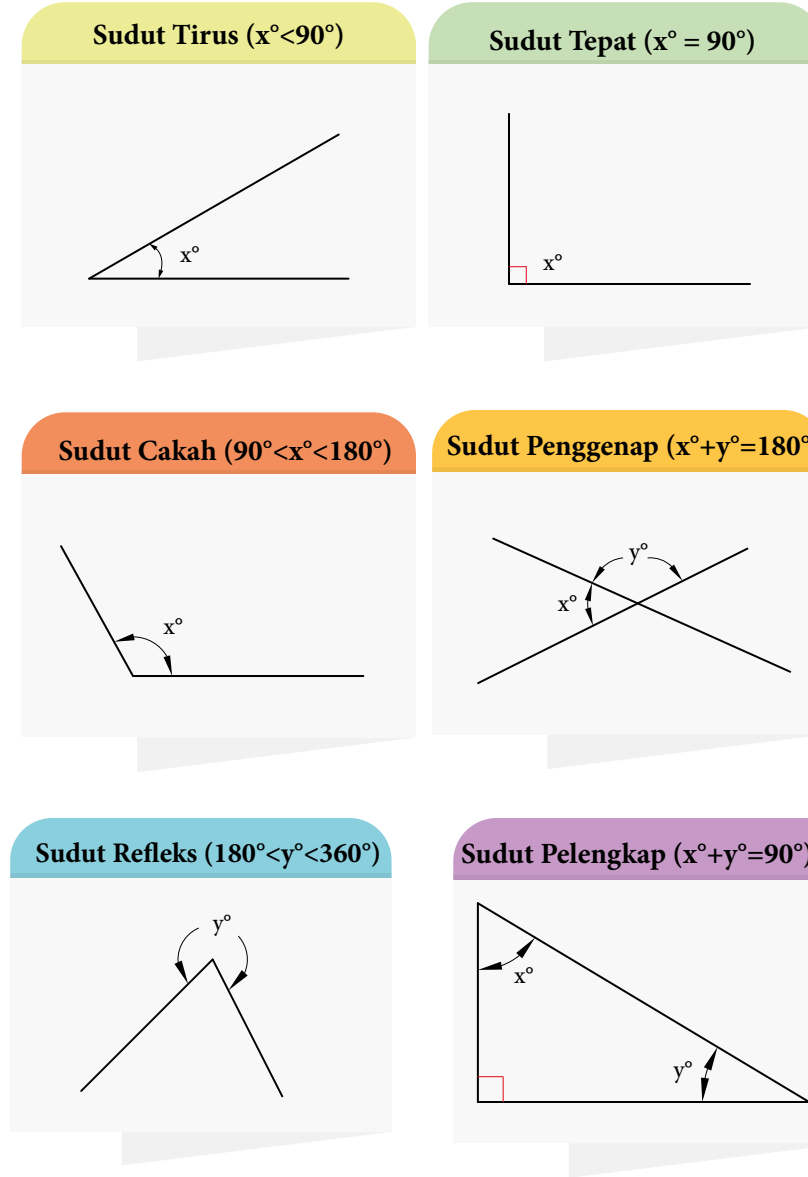 Sudut Tirus (x°<90°)
x°
Sudut Tepat (x° = 90°)
x°
Sudut Cakah (90°<x°<180°)
x°
Sudut Penggenap (x°+y°=180°
y°
x°
Sudut Refleks (180°<y°<360°)
y°
Sudut Pelengkap (x°+y°=90°)
x°
y°